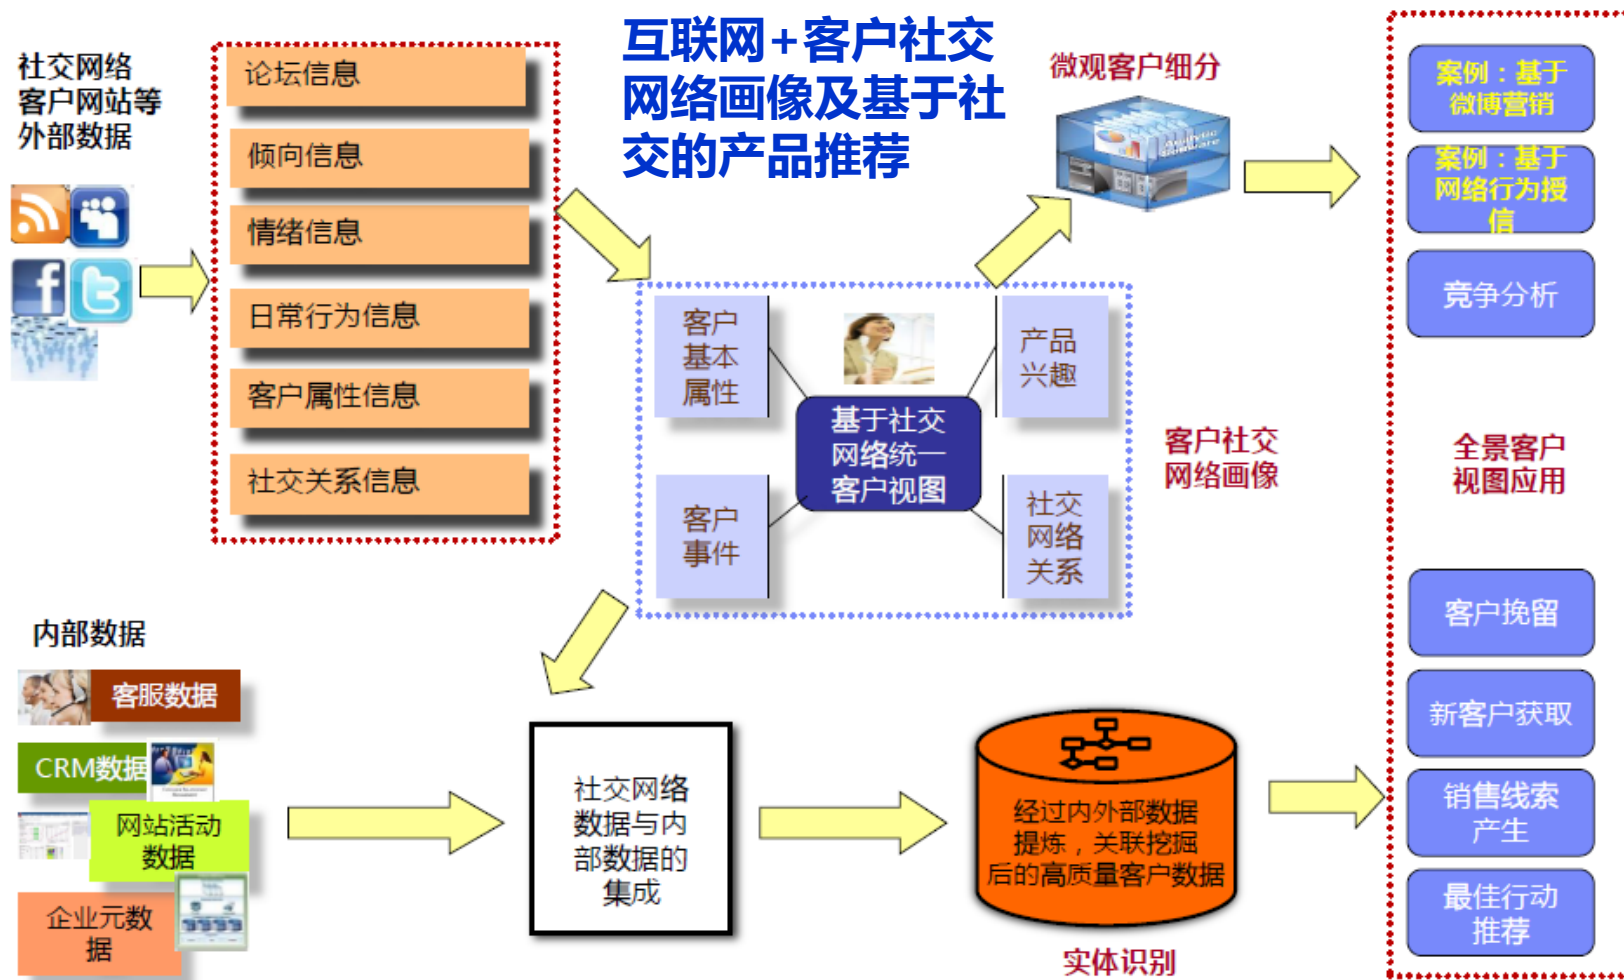 互联网+客户社交
网络画像及基于社
交的产品推荐
社交网络
客户网站等
外部数据
论坛信息
倾向信息
情绪信息
日常行为信息
客户属性信息
社交关系信息
微观客户细分
客户
基本
属性
产品
兴趣
基于社交
网络统一
客户视图
客户
事件
社交
网络
关系
客户社交
网络画像
案例：基于
微博营销
案例：基于
网络行为授
信
竞争分析
全景客户
视图应用
客户挽留
新客户获取
销售线索
产生
最佳行动
推荐
内部数据
客服数据
CRM数据
网站活动
数据
企业元数
据
社交网络
数据与内
部数据的
集成
经过内外部数据
提炼，关联挖掘
后的高质量客户数据
实体识别